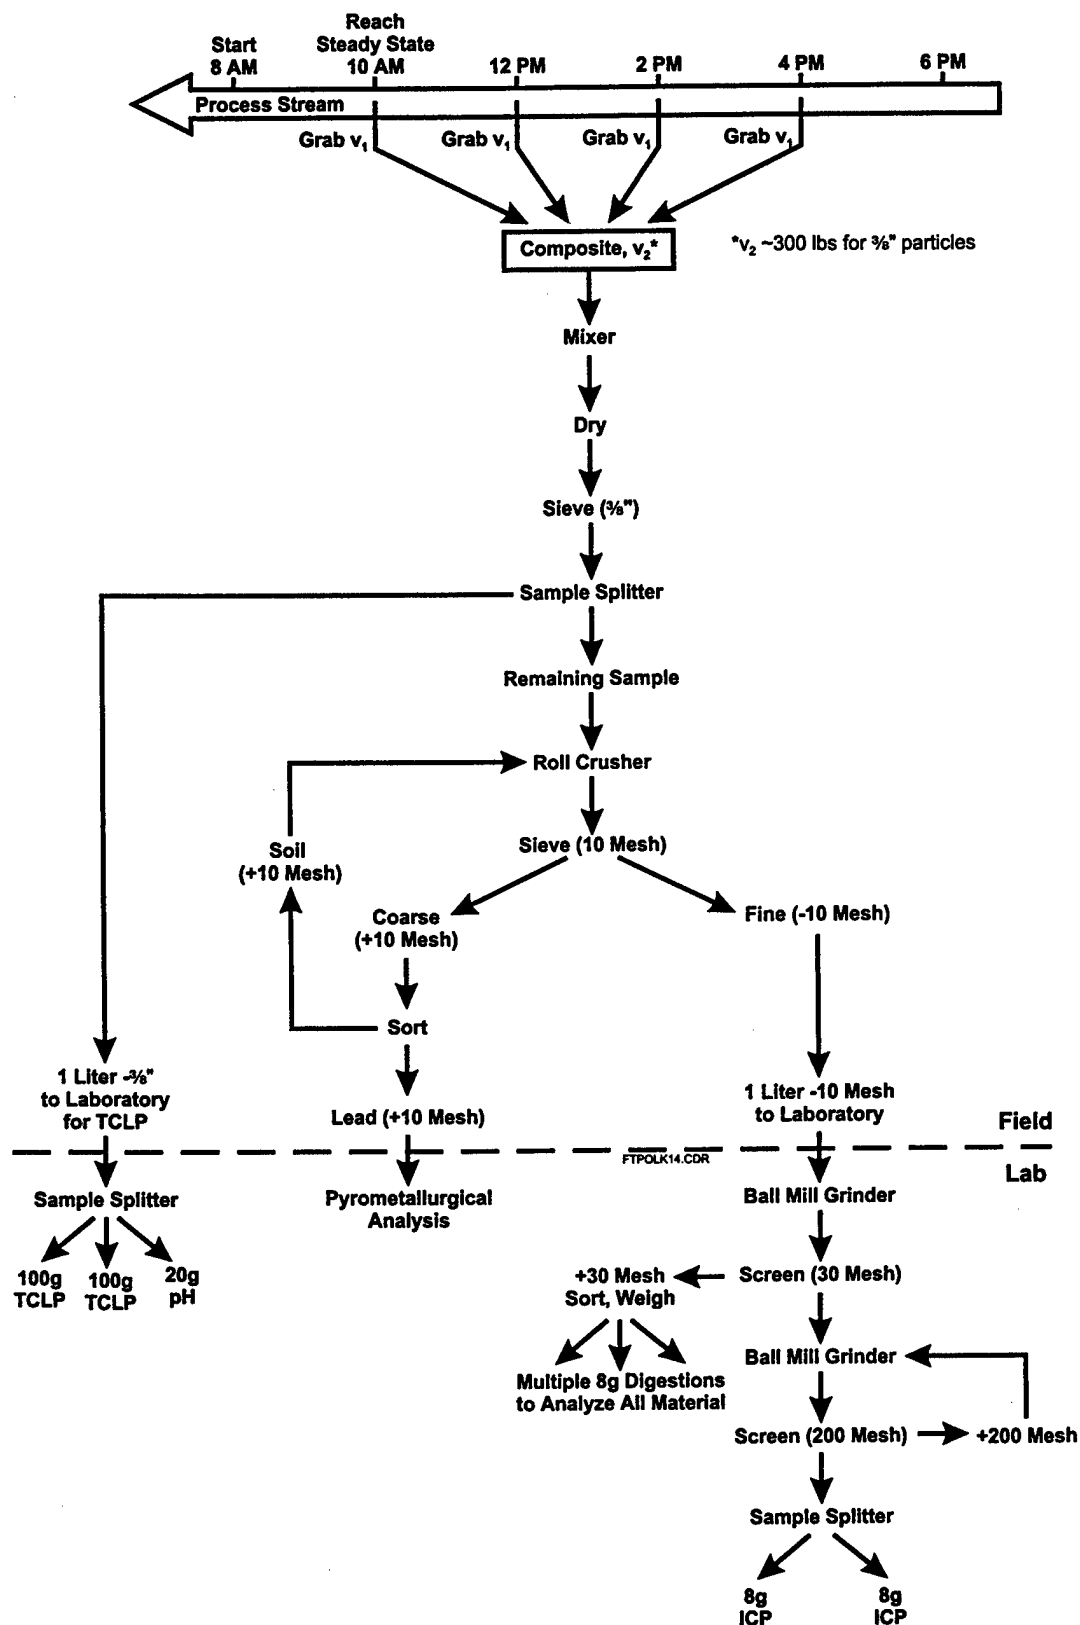 Reach
Start Steady State
8 AM 10 AM 12 PM 2 PM 4 PM 6 PM
Process Stream
Grab v₁ Grab v₁ Grab v₁ Grab v₁
Composite, v₂* *v₂ ~300 lbs for ⅜" particles
Mixer
Dry
Sieve (⅜")
Sample Splitter
Remaining Sample
Roll Crusher
Sieve (10 Mesh)
Soil
(+10 Mesh)
Coarse
(+10 Mesh)
Fine (-10 Mesh)
Sort
1 Liter -⅜"
to Laboratory
for TCLP
Lead (+10 Mesh)
1 Liter -10 Mesh
to Laboratory
Field
FTPOLK14.CDR
Lab
Sample Splitter
100g
TCLP
100g
TCLP
20g
pH
Pyrometallurgical
Analysis
Ball Mill Grinder
Screen (30 Mesh)
+30 Mesh
Sort, Weigh
Multiple 8g Digestions
to Analyze All Material
Ball Mill Grinder
Screen (200 Mesh)
+200 Mesh
Sample Splitter
8g
ICP
8g
ICP